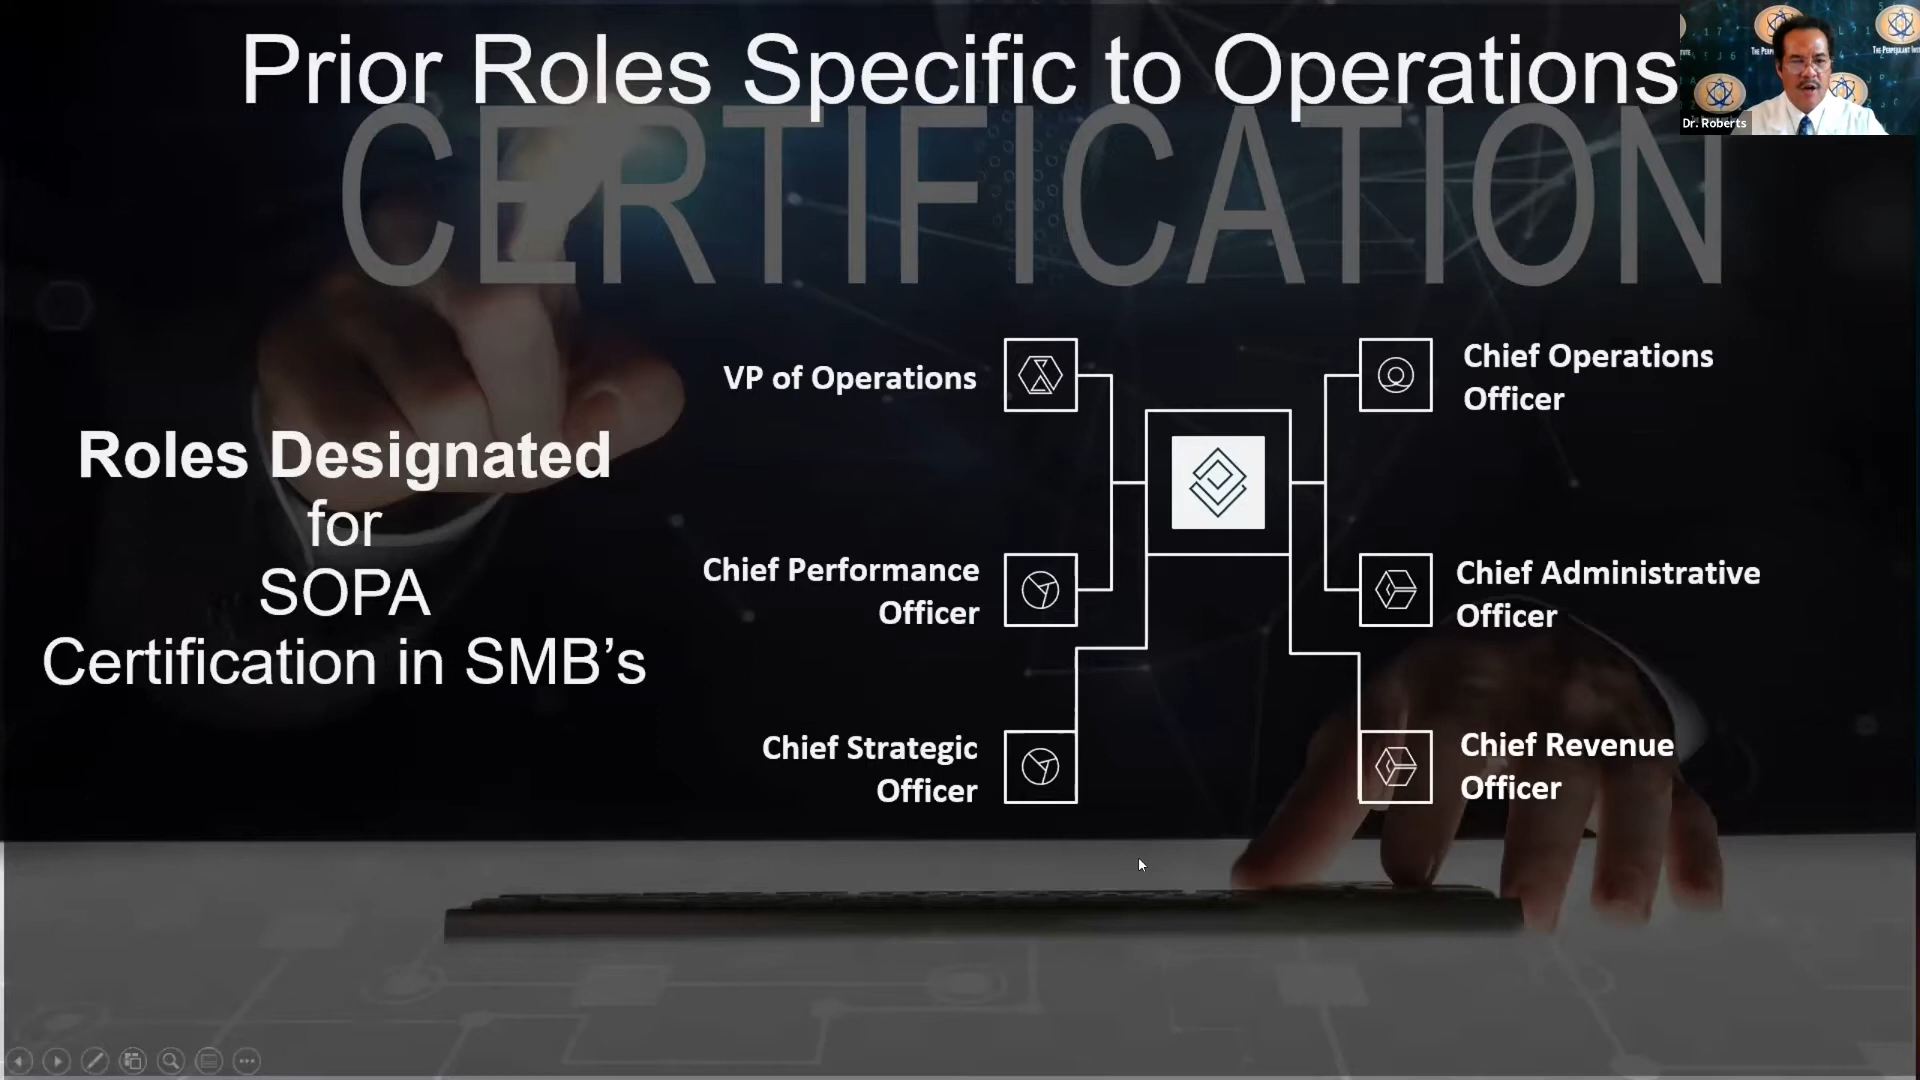 Prior Roles Specific to Operations
CERTIFICATION
Dr. Roberts
VP of Operations
Chief Operations
Officer
Roles Designated
for
SOPA
Certification in SMB’s
Chief Performance
Officer
Chief Administrative
Officer
Chief Strategic
Officer
Chief Revenue
Officer